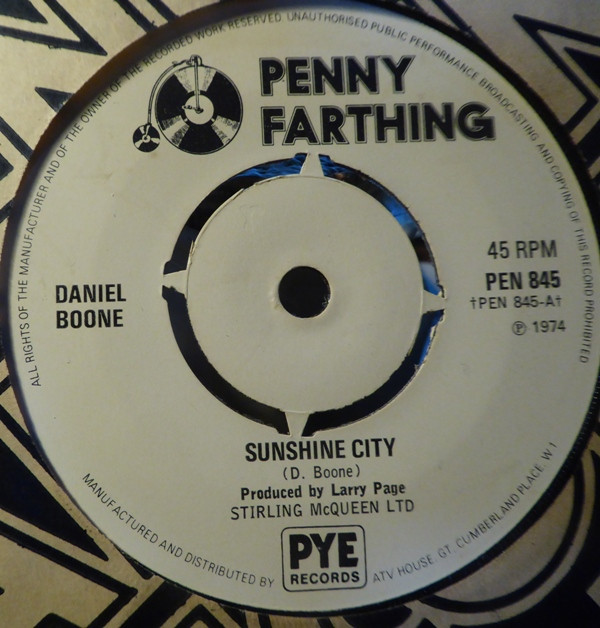 ALL RIGHTS OF THE MANUFACTURER AND OF THE OWNER OF THE RECORDED WORK RESERVED. UNAUTHORISED PUBLIC PERFORMANCE BROADCASTING AND COPYING OF THIS RECORD PROHIBITED
PENNY
FARTHING
45 RPM
PEN 845
†PEN 845-A†
℗ 1974
DANIEL
BOONE
SUNSHINE CITY
(D. Boone)
Produced by Larry Page
STIRLING McQUEEN LTD
MANUFACTURED AND DISTRIBUTED BY
PYE
RECORDS
ATV HOUSE. GT. CUMBERLAND PLACE. W 1